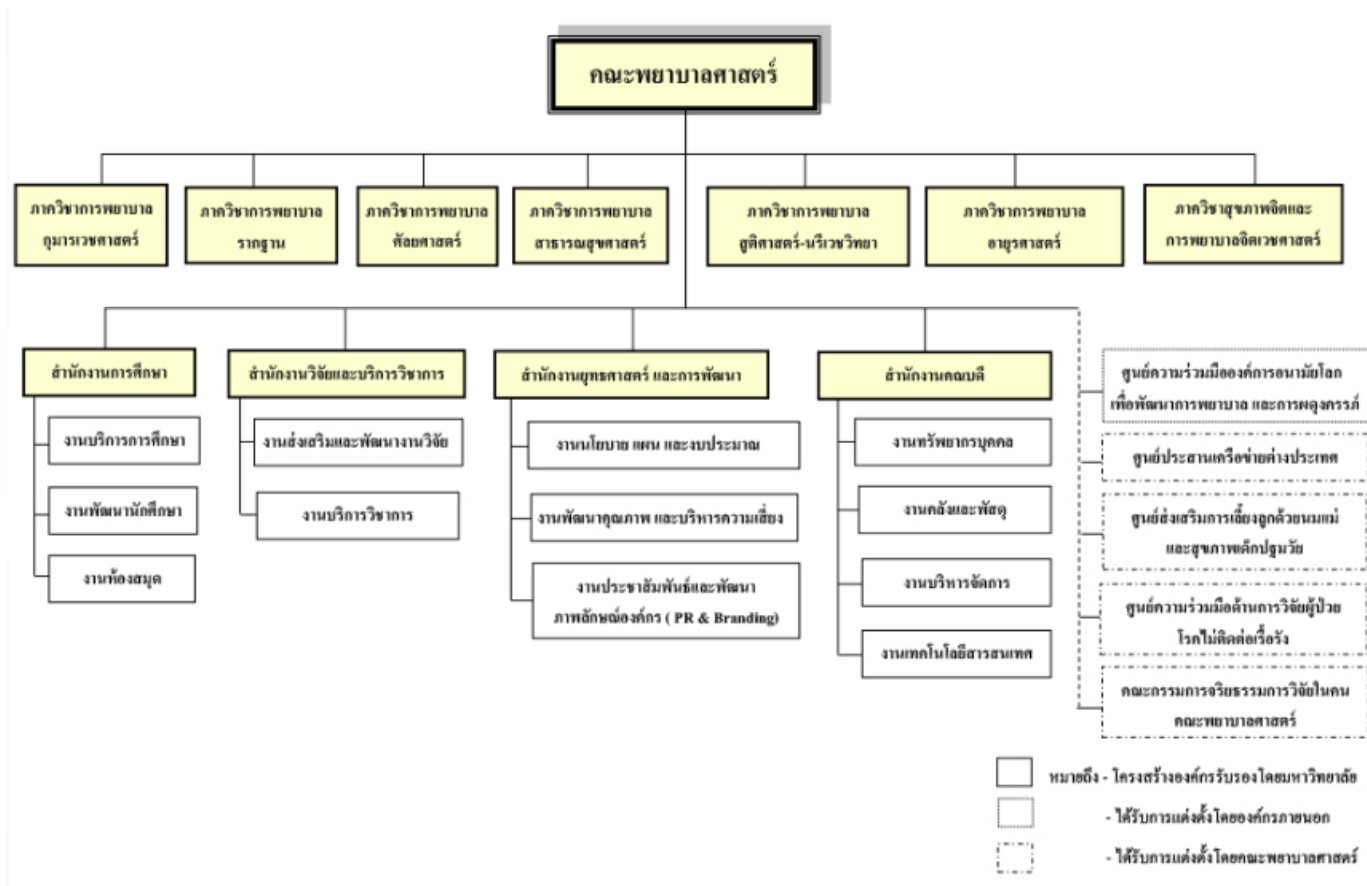 คณะพยาบาลศาสตร์
ภาควิชาการพยาบาล
กุมารเวชศาสตร์
ภาควิชาการพยาบาล
รากฐาน
ภาควิชาการพยาบาล
ศัลยศาสตร์
ภาควิชาการพยาบาล
สาธารณสุขศาสตร์
ภาควิชาการพยาบาล
สูติศาสตร์-นรีเวชวิทยา
ภาควิชาการพยาบาล
อายุรศาสตร์
ภาควิชาสุขภาพจิตและ
การพยาบาลจิตเวชศาสตร์
สำนักงานการศึกษา
งานบริการการศึกษา
งานพัฒนานักศึกษา
งานห้องสมุด
สำนักงานวิจัยและบริการวิชาการ
งานส่งเสริมและพัฒนางานวิจัย
งานบริการวิชาการ
สำนักงานยุทธศาสตร์ และการพัฒนา
งานนโยบาย แผน และงบประมาณ
งานพัฒนาคุณภาพ และบริหารความเสี่ยง
งานประชาสัมพันธ์และพัฒนา
ภาพลักษณ์องค์กร ( PR & Branding)
สำนักงานคณบดี
งานทรัพยากรบุคคล
งานคลังและพัสดุ
งานบริหารจัดการ
งานเทคโนโลยีสารสนเทศ
ศูนย์ความร่วมมือองค์การอนามัยโลก
เพื่อพัฒนาการพยาบาล และการผดุงครรภ์
ศูนย์ประสานเครือข่ายต่างประเทศ
ศูนย์ส่งเสริมการเลี้ยงลูกด้วยนมแม่
และสุขภาพเด็กปฐมวัย
ศูนย์ความร่วมมือด้านการวิจัยผู้ป่วย
โรคไม่ติดต่อเรื้อรัง
คณะกรรมการจริยธรรมการวิจัยในคน
คณะพยาบาลศาสตร์
หมายถึง - โครงสร้างองค์กรรับรองโดยมหาวิทยาลัย
- ได้รับการแต่งตั้งโดยองค์กรภายนอก
- ได้รับการแต่งตั้งโดยคณะพยาบาลศาสตร์